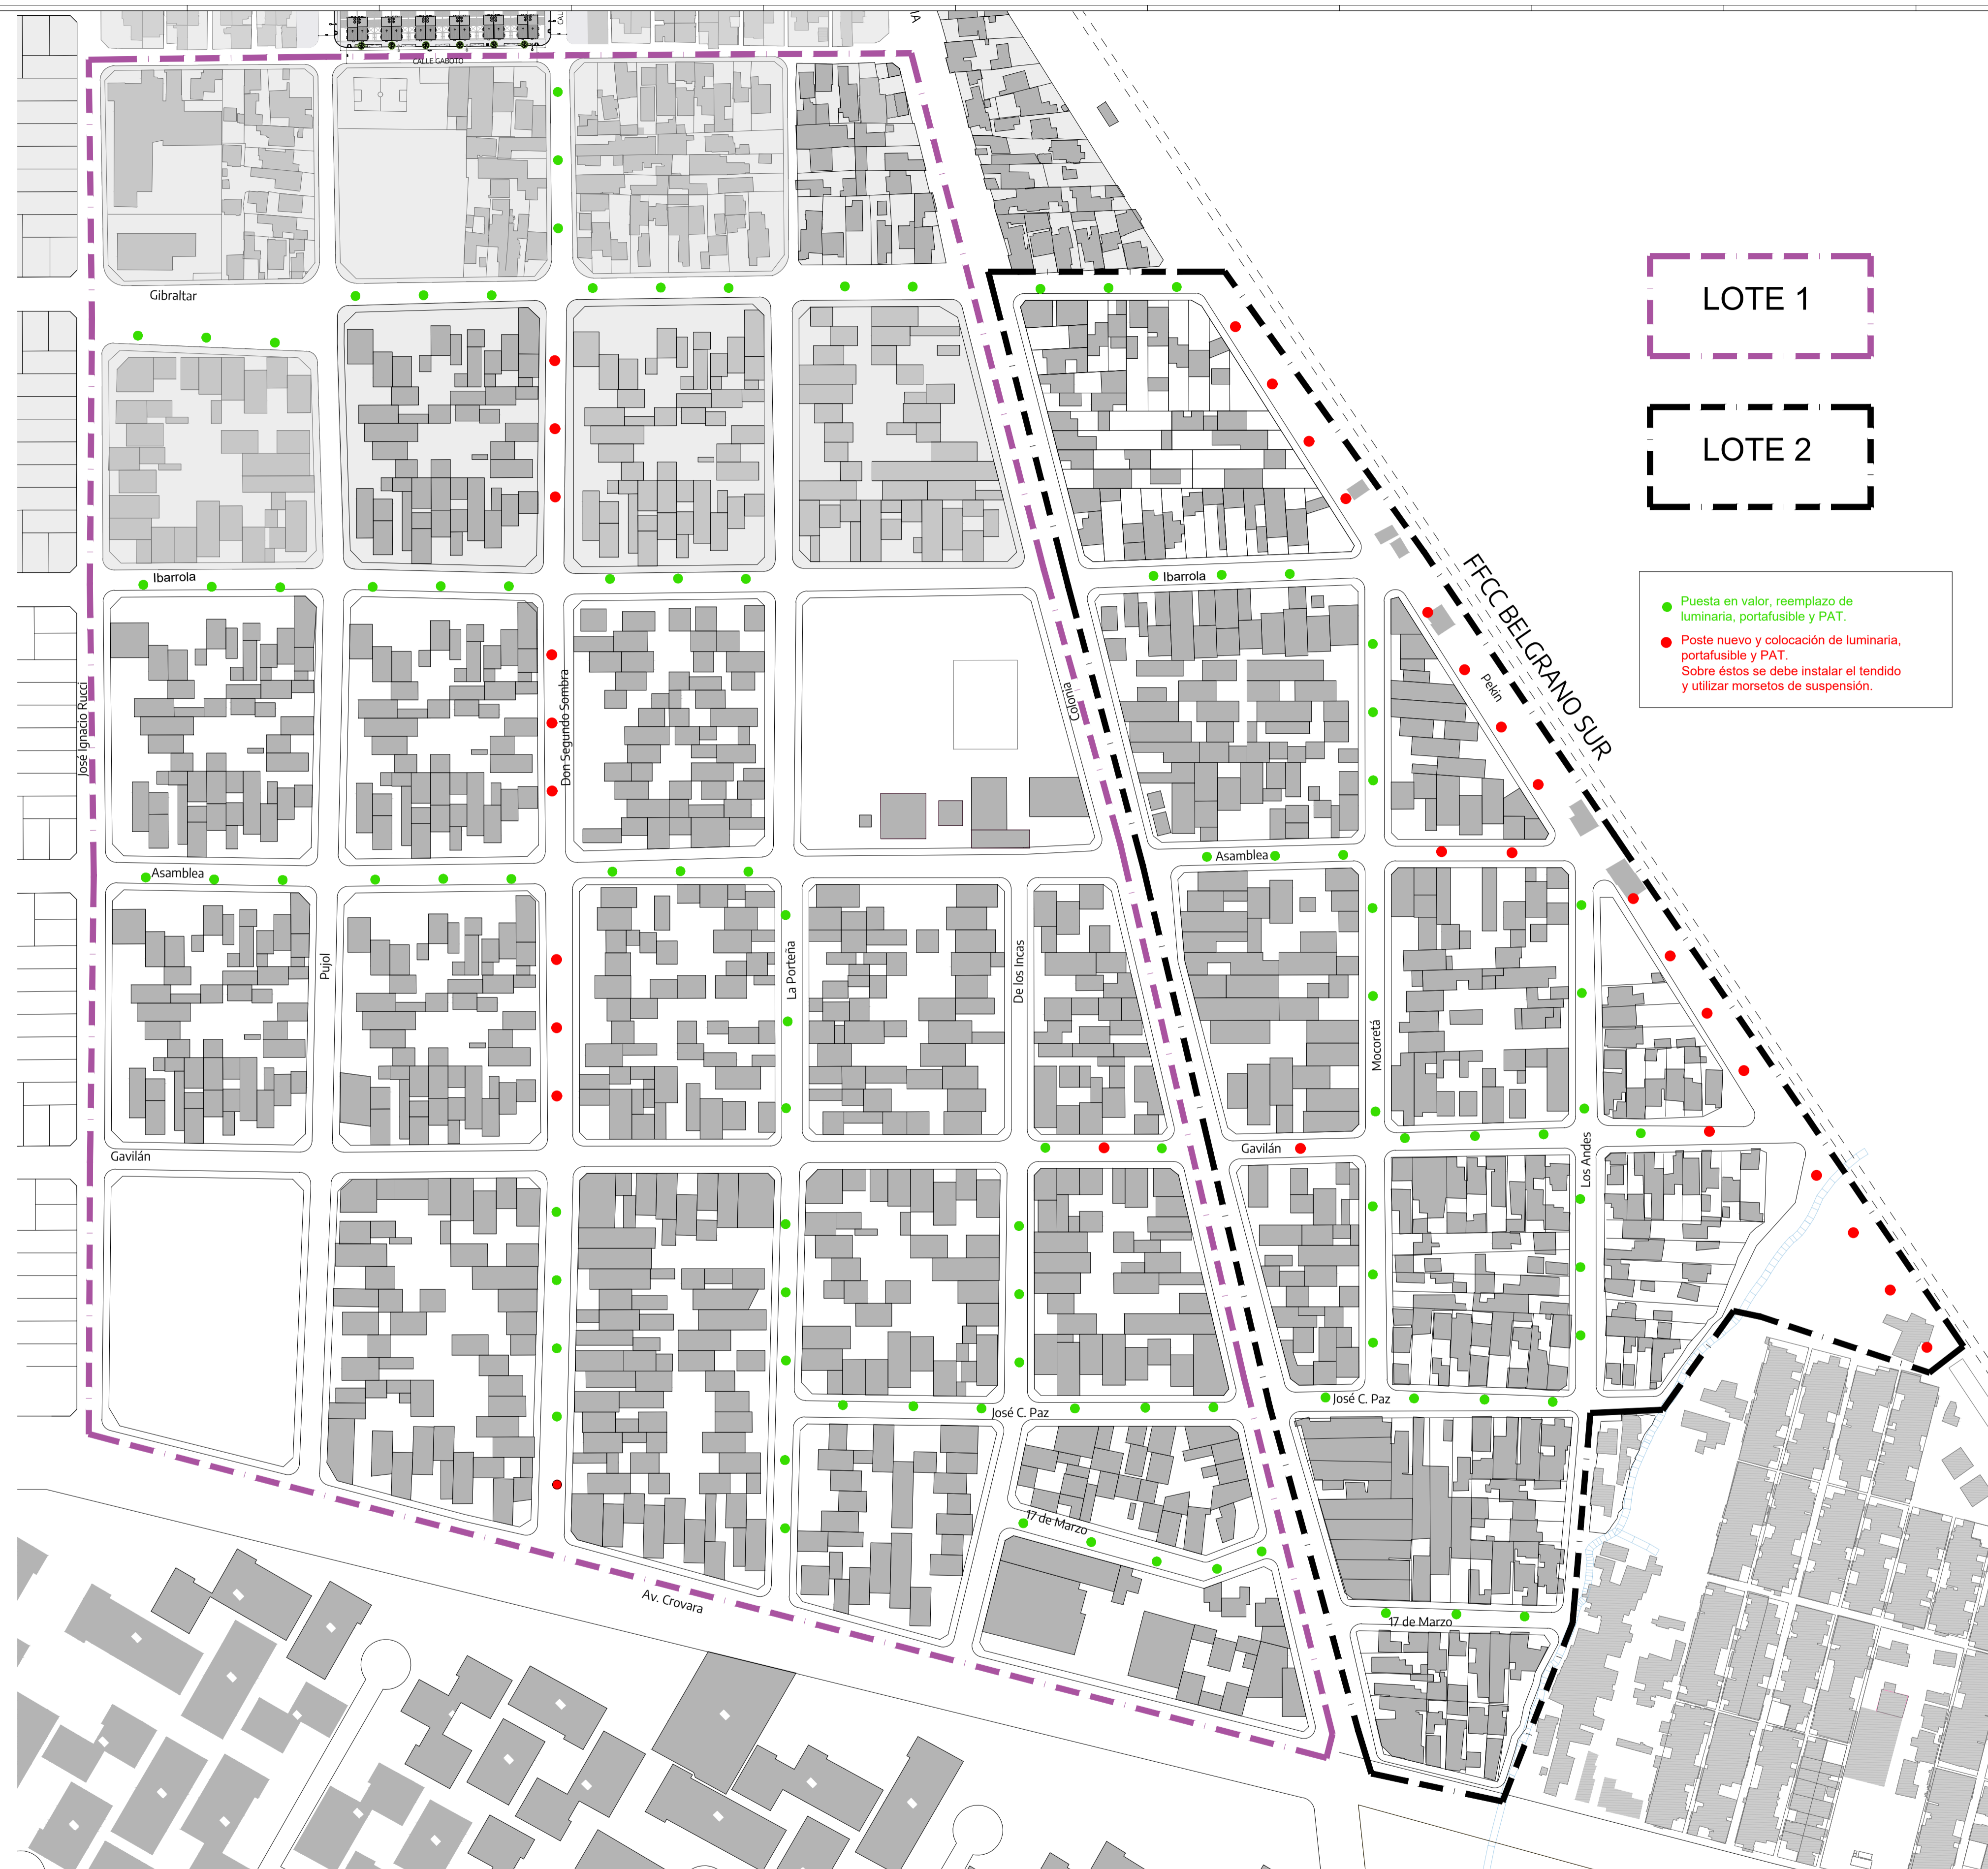 CALLE GABOTO
Gibraltar
LOTE 1
LOTE 2
Ibarrola
Ibarrola
FFCC BELGRANO SUR
Puesta en valor, reemplazo de
luminaria, portafusible y PAT.
Poste nuevo y colocación de luminaria,
portafusible y PAT.
Sobre éstos se debe instalar el tendido
y utilizar morsetos de suspensión.
José Ignacio Rucci
Don Segundo Sombra
Colonia
Pekín
Asamblea
Asamblea
Pujol
La Porteña
De los Incas
Mocoretá
Los Andes
Gavilán
Gavilán
José C. Paz
José C. Paz
17 de Marzo
Av. Crovara
17 de Marzo